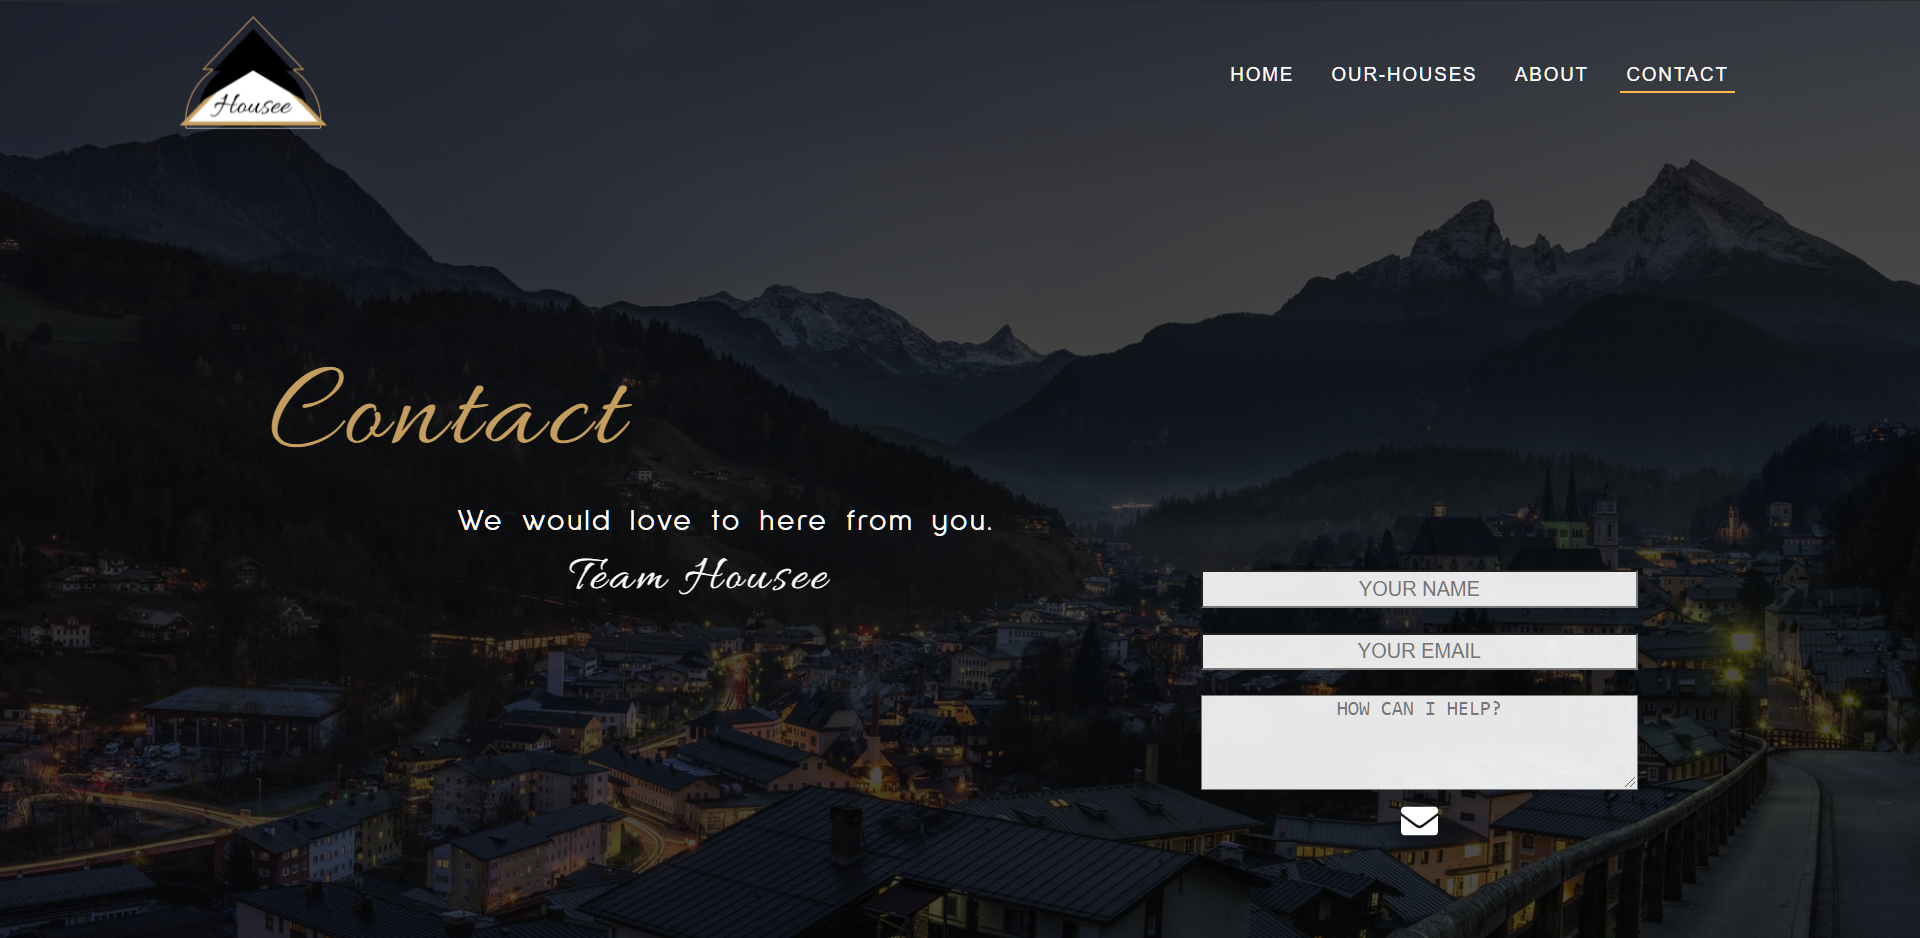 Housee
HOME OUR-HOUSES ABOUT CONTACT
Contact
We would love to here from you.
Team Housee
YOUR NAME
YOUR EMAIL
HOW CAN I HELP?